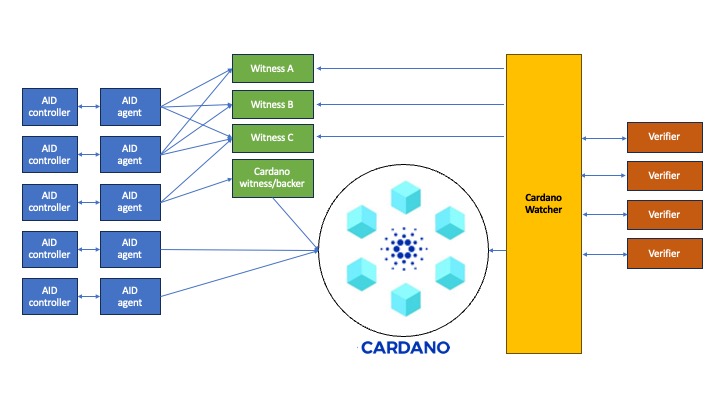 Witness A
Witness B
Witness C
Cardano
witness/backer
AID
controller
AID
agent
AID
controller
AID
agent
AID
controller
AID
agent
AID
controller
AID
agent
AID
controller
AID
agent
CARDANO
Cardano
Watcher
Verifier
Verifier
Verifier
Verifier